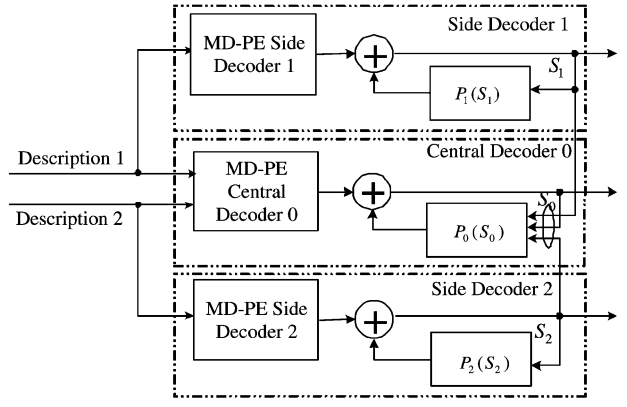 Side Decoder 1
MD-PE Side
Decoder 1
S₁
P₁(S₁)
Description 1
Central Decoder 0
MD-PE
Central
Decoder 0
S₀
P₀(S₀)
Description 2
Side Decoder 2
MD-PE Side
Decoder 2
S₂
P₂(S₂)